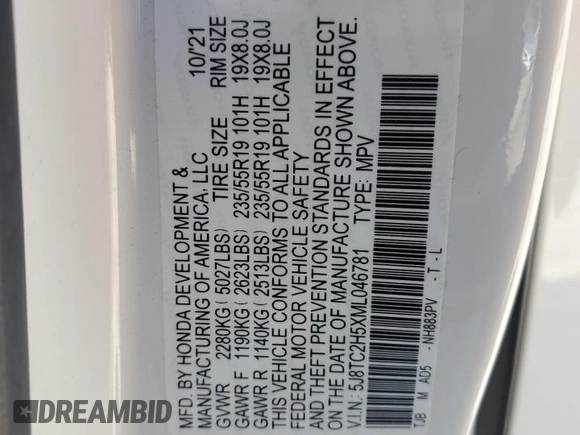 MFD. BY HONDA DEVELOPMENT & 10/'21
MANUFACTURING OF AMERICA, LLC
GVWR 2280KG ( 5027LBS) TIRE SIZE RIM SIZE
GAWR F 1190KG ( 2623LBS) 235/55R19 101H 19X8.0J
GAWR R 1140KG ( 2513LBS) 235/55R19 101H 19X8.0J
THIS VEHICLE CONFORMS TO ALL APPLICABLE
FEDERAL MOTOR VEHICLE SAFETY
AND THEFT PREVENTION STANDARDS IN EFFECT
ON THE DATE OF MANUFACTURE SHOWN ABOVE.
V.I.N.: 5J8TC2H5XML046781 TYPE: MPV
TJB M AD5 - NH883PV - T - L
DREAMBID